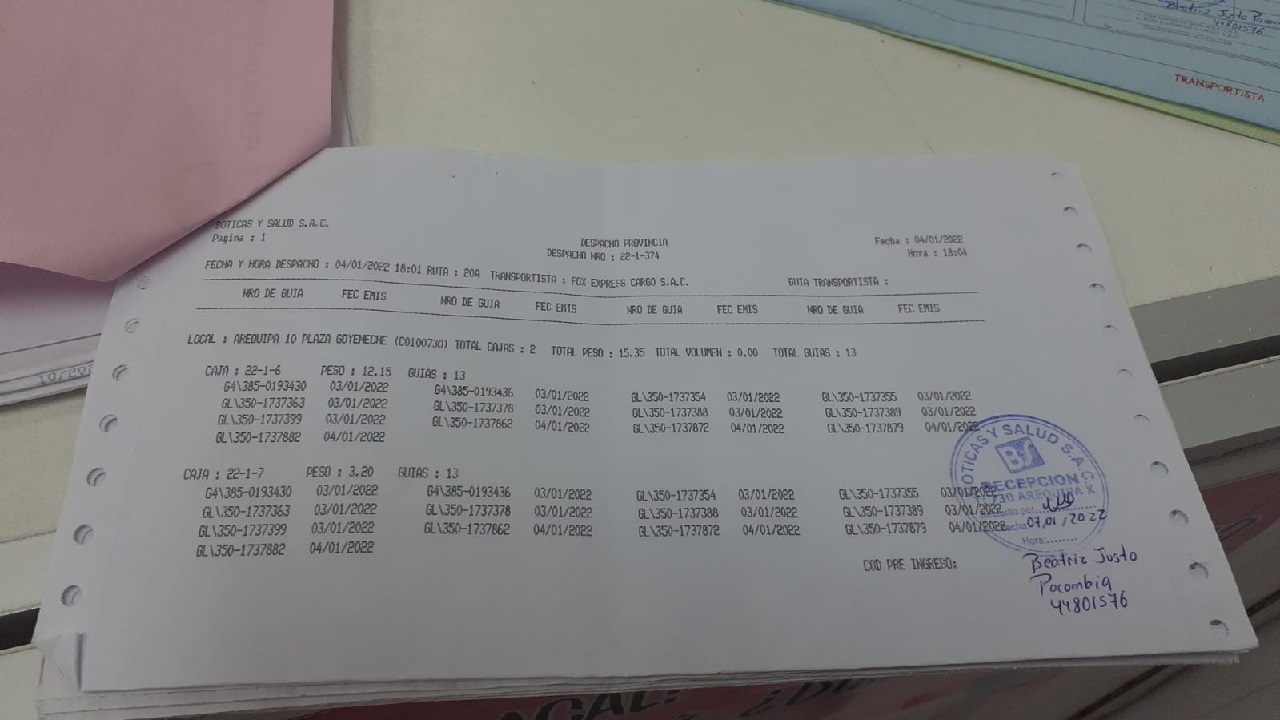 Beatriz Justo
44801576
TRANSPORTISTA
BOTICAS Y SALUD S.A.C.
Pagina : 1
DESPACHO PROVINCIA
DESPACHO NRO : 22-1-374
Fecha : 04/01/2022
Hora : 18:04
FECHA Y HORA DESPACHO : 04/01/2022 18:01 RUTA : 20A TRANSPORTISTA : FOX EXPRESS CARGO S.A.C. GUIA TRANSPORTISTA :
NRO DE GUIA FEC EMIS NRO DE GUIA FEC EMIS NRO DE GUIA FEC EMIS NRO DE GUIA FEC EMIS
LOCAL : AREQUIPA 10 PLAZA GOYENECHE (C0100730) TOTAL CAJAS : 2 TOTAL PESO : 15.35 TOTAL VOLUMEN : 0.00 TOTAL GUIAS : 13
CAJA : 22-1-6 PESO : 12.15 GUIAS : 13
G4\385-0193430 03/01/2022 G4\385-0193436 03/01/2022 GL\350-1737354 03/01/2022 GL\350-1737355 03/01/2022
GL\350-1737363 03/01/2022 GL\350-1737378 03/01/2022 GL\350-1737388 03/01/2022 GL\350-1737389 03/01/2022
GL\350-1737399 03/01/2022 GL\350-1737862 04/01/2022 GL\350-1737872 04/01/2022 GL\350-1737879 04/01/2022
GL\350-1737882 04/01/2022
CAJA : 22-1-7 PESO : 3.20 GUIAS : 13
G4\385-0193430 03/01/2022 G4\385-0193436 03/01/2022 GL\350-1737354 03/01/2022 GL\350-1737355 03/01/2022
GL\350-1737363 03/01/2022 GL\350-1737378 03/01/2022 GL\350-1737388 03/01/2022 GL\350-1737389 03/01/2022
GL\350-1737399 03/01/2022 GL\350-1737862 04/01/2022 GL\350-1737872 04/01/2022 GL\350-1737879 04/01/2022
GL\350-1737882 04/01/2022
COD PRE INGRESO:
BOTICAS Y SALUD S.A.C.
BS
RECEPCION
Fecha 07/01/2022
Hora:........
Beatriz Justo
Pocombia
44801576